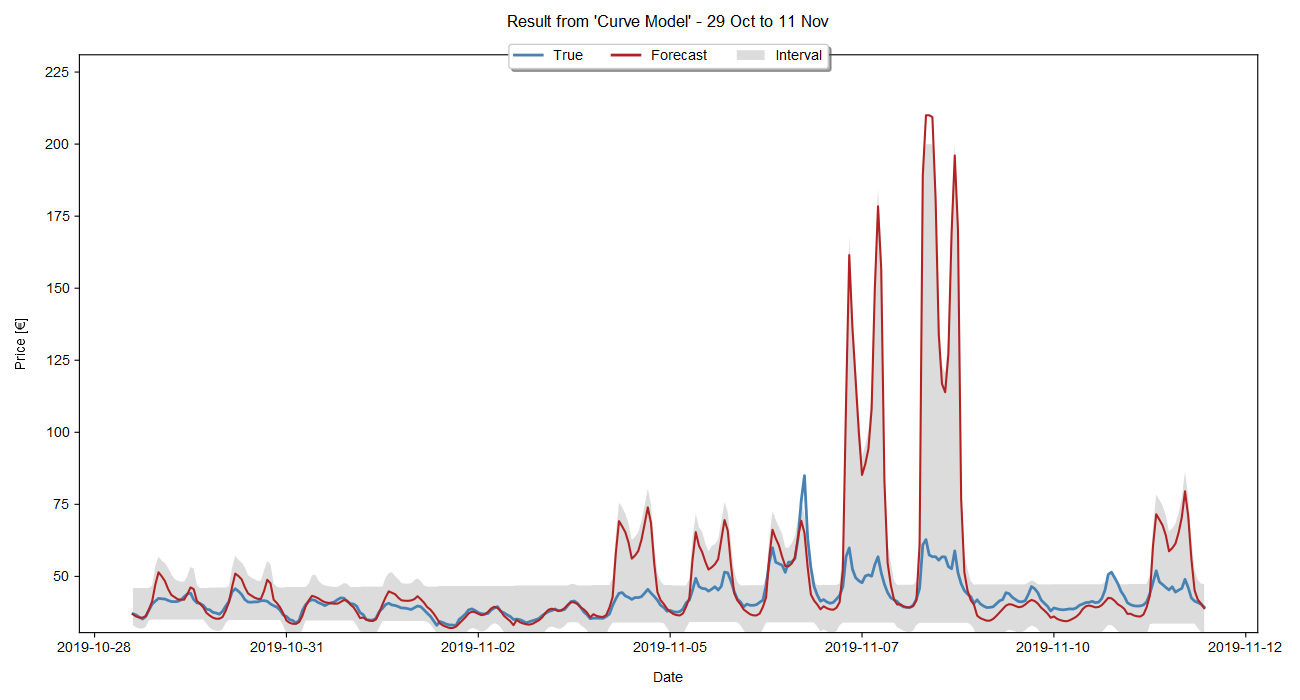 Result from 'Curve Model' - 29 Oct to 11 Nov
True Forecast Interval
225
200
175
150
125
100
75
50
Price [€]
2019-10-28 2019-10-31 2019-11-02 2019-11-05 2019-11-07 2019-11-10 2019-11-12
Date